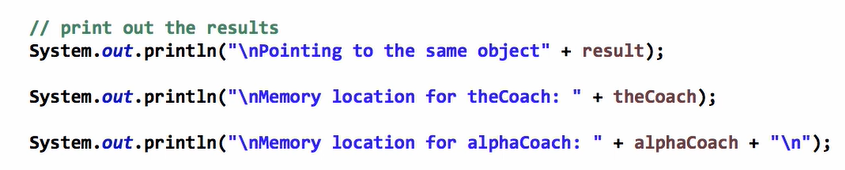 // print out the results
System.out.println("\nPointing to the same object" + result);
System.out.println("\nMemory location for theCoach: " + theCoach);
System.out.println("\nMemory location for alphaCoach: " + alphaCoach + "\n");